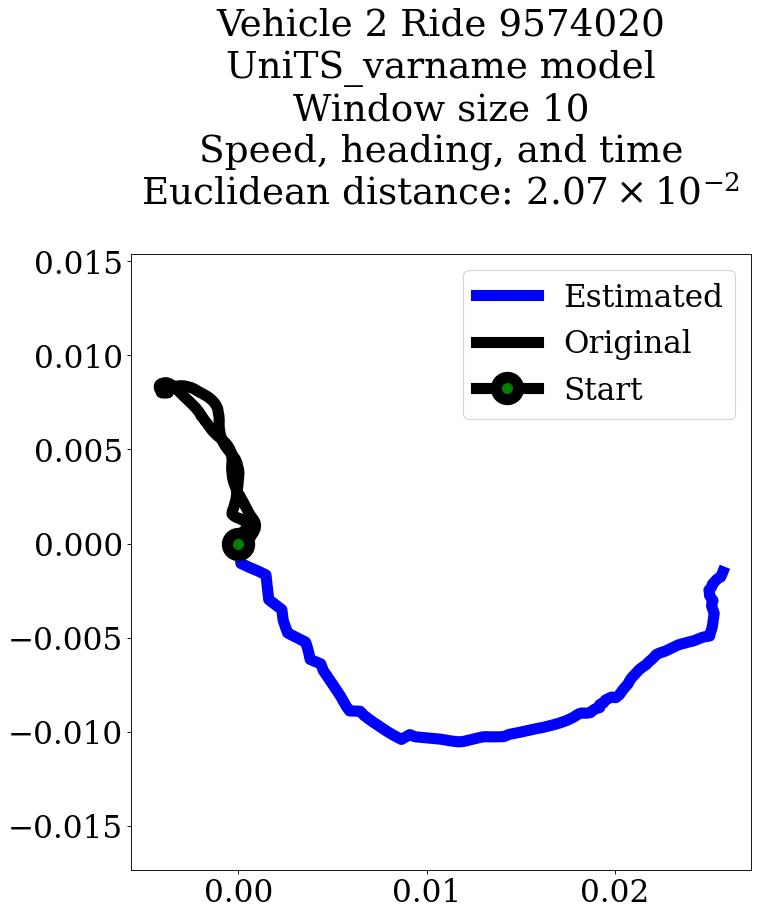 Vehicle 2 Ride 9574020
UniTS_varname model
Window size 10
Speed, heading, and time
Euclidean distance: 2.07 × 10⁻²
0.015
0.010
0.005
0.000
−0.005
−0.010
−0.015
Estimated
Original
Start
0.00
0.01
0.02